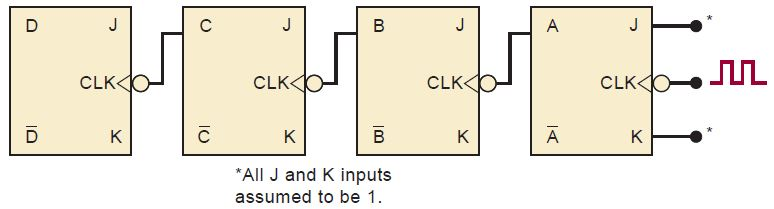 D J C J B J A J *
CLK CLK CLK CLK
D̅ K C̅ K B̅ K A̅ K *
*All J and K inputs
assumed to be 1.